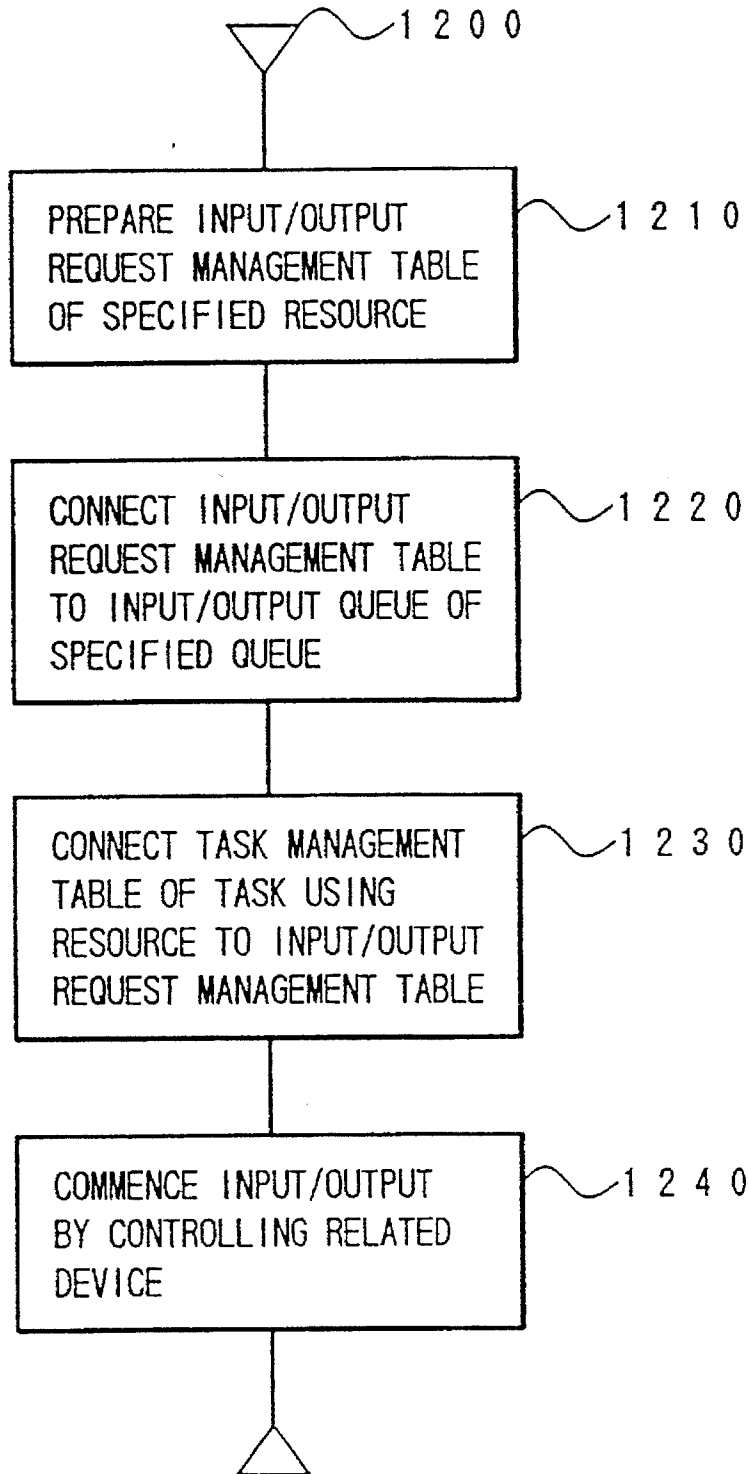 1200
PREPARE INPUT/OUTPUT
REQUEST MANAGEMENT TABLE
OF SPECIFIED RESOURCE
1210
CONNECT INPUT/OUTPUT
REQUEST MANAGEMENT TABLE
TO INPUT/OUTPUT QUEUE OF
SPECIFIED QUEUE
1220
CONNECT TASK MANAGEMENT
TABLE OF TASK USING
RESOURCE TO INPUT/OUTPUT
REQUEST MANAGEMENT TABLE
1230
COMMENCE INPUT/OUTPUT
BY CONTROLLING RELATED
DEVICE
1240